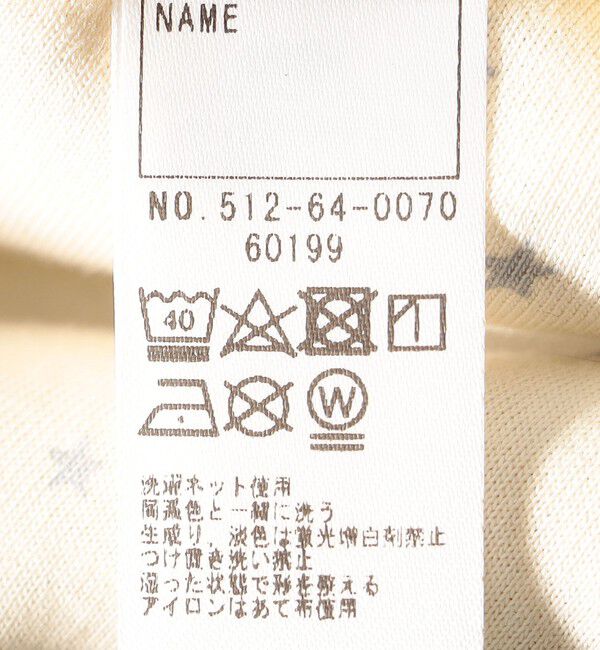 NAME
NO.512-64-0070
60199
40
W
洗濯ネット使用
同系色と一緒に洗う
生成り、淡色は蛍光増白剤禁止
つけ置き洗い禁止
湿った状態で形を整える
アイロンはあて布使用